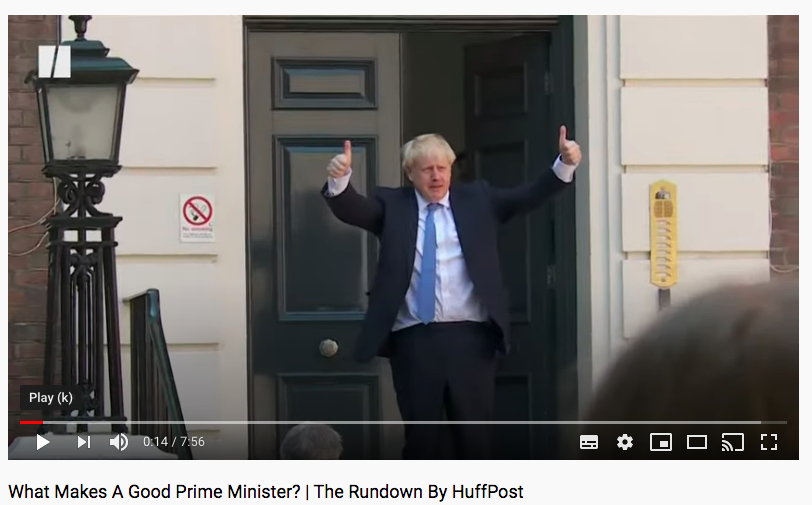 No smoking
Play (k)
0:14 / 7:56
What Makes A Good Prime Minister? | The Rundown By HuffPost